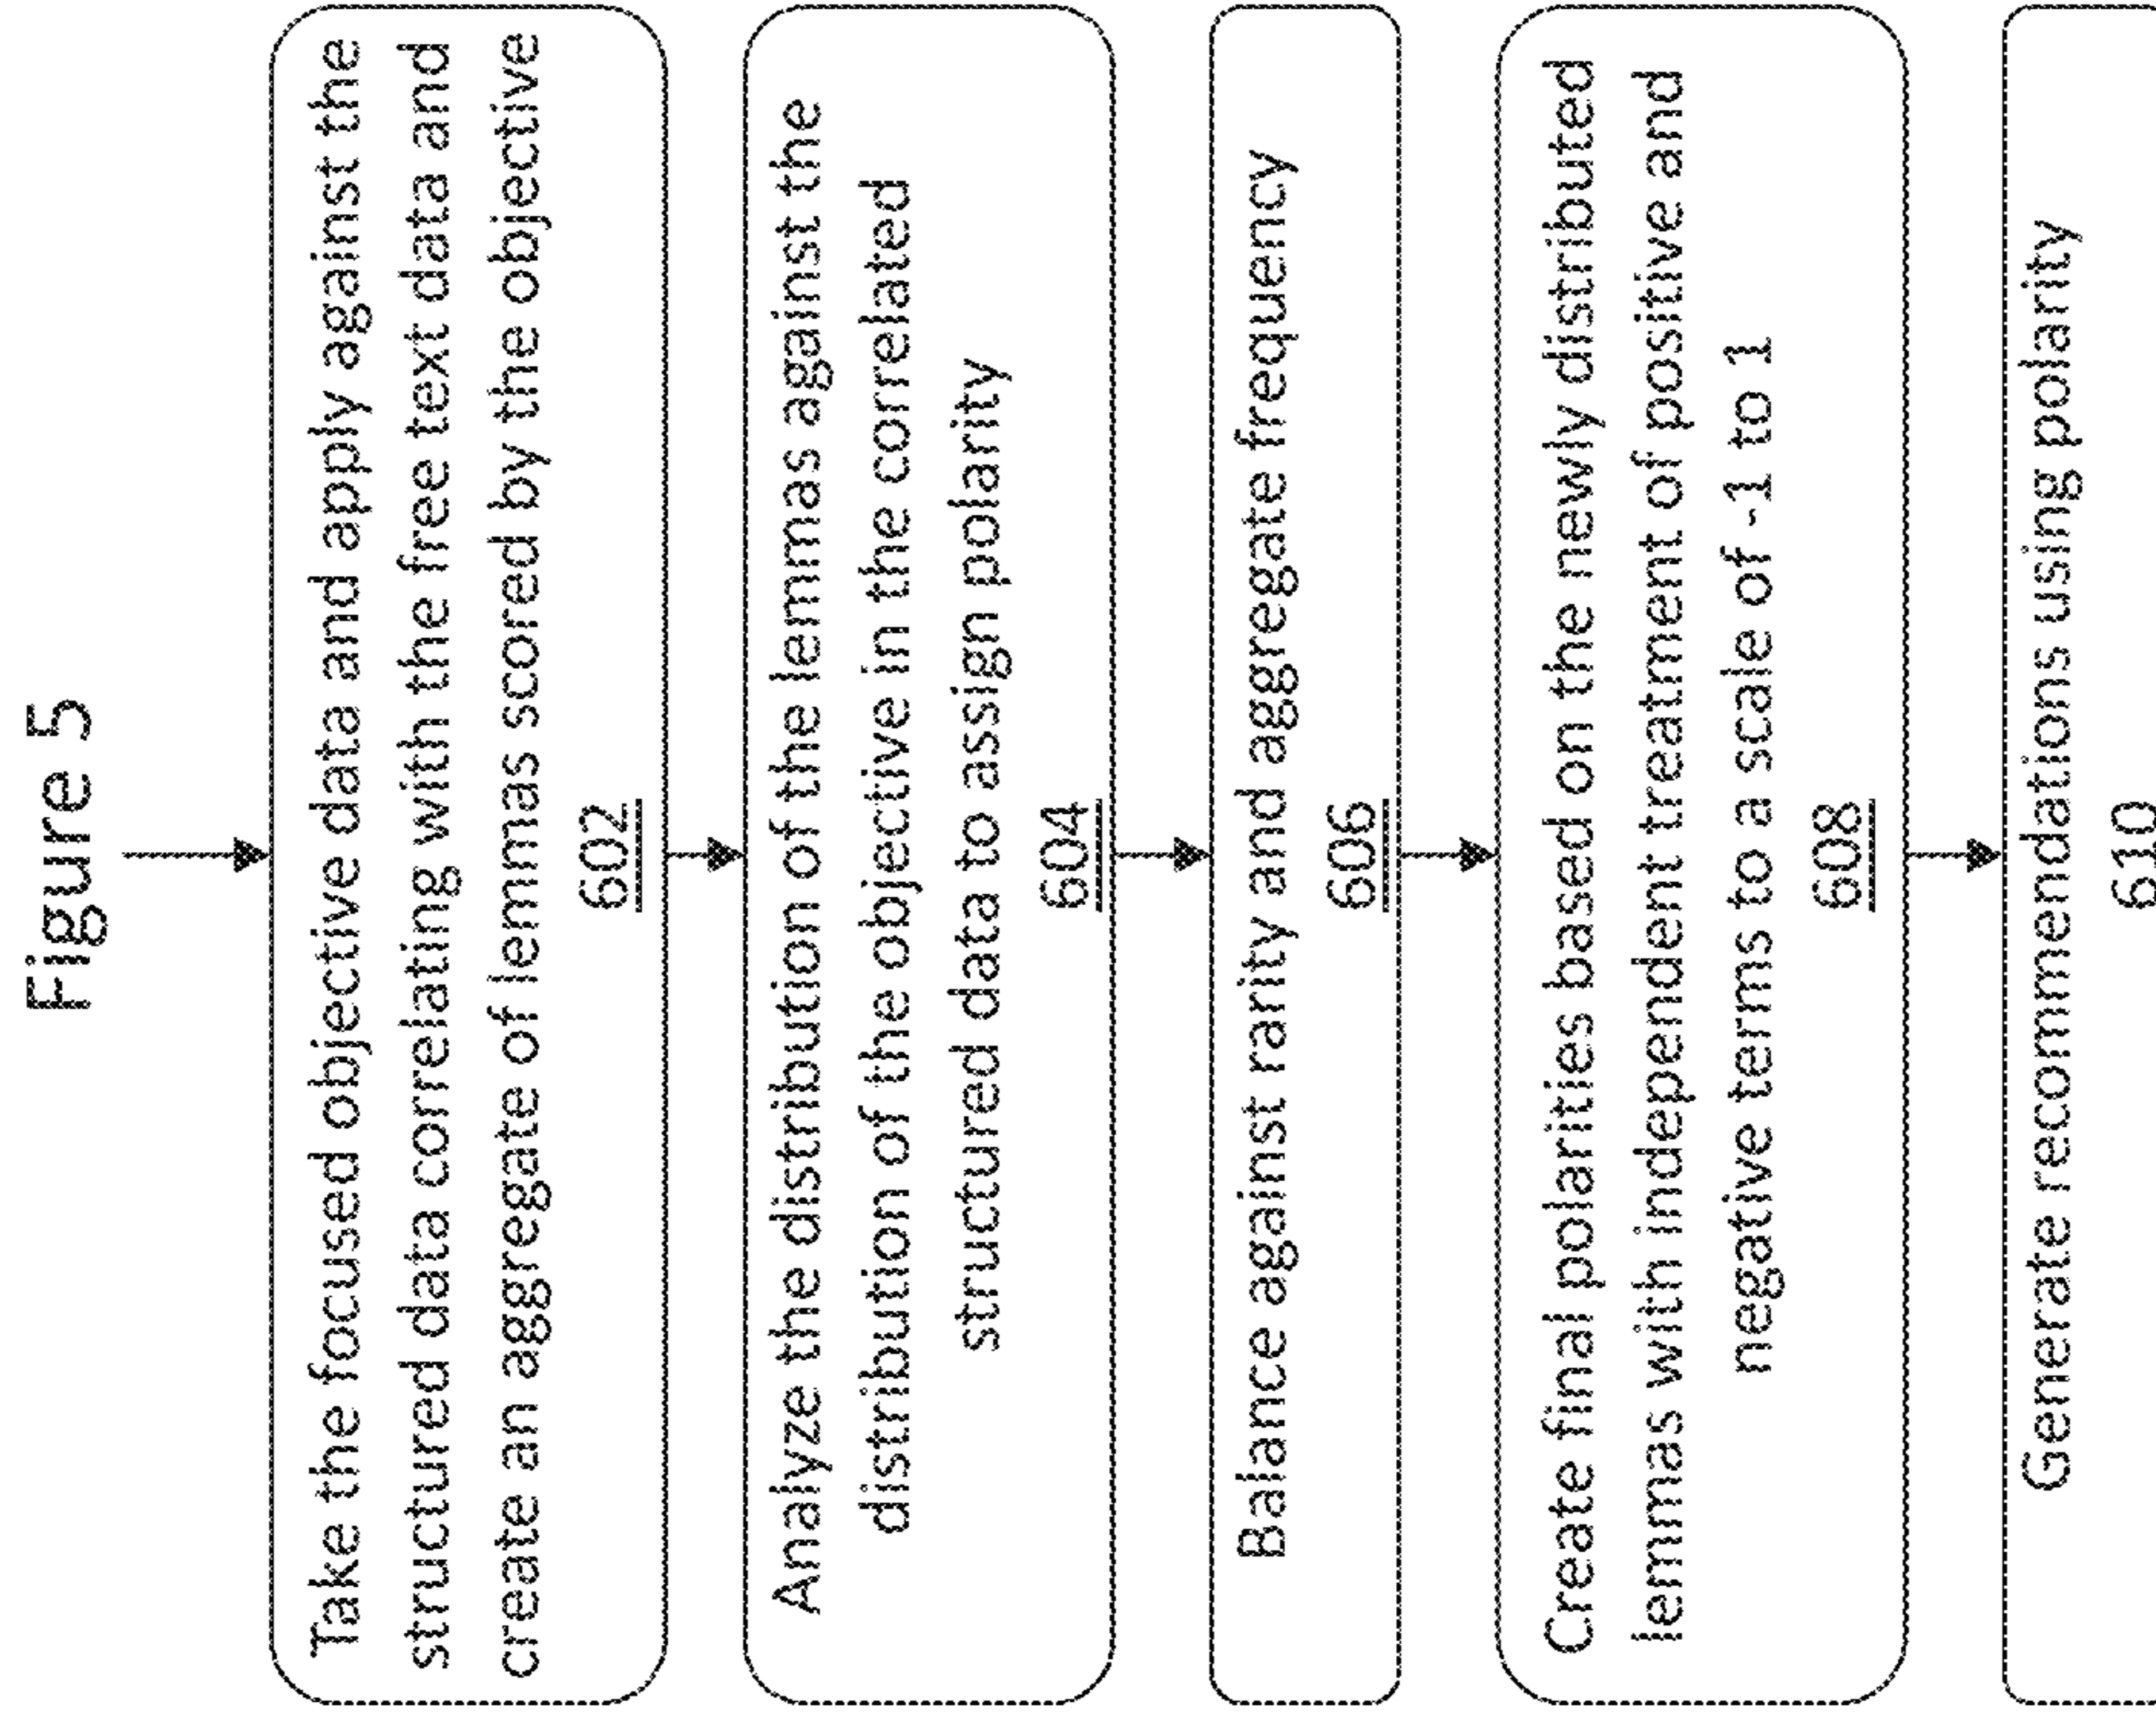 Figure 5
Take the focused objective data and apply against the
structured data correlating with the free text data and
create an aggregate of lemmas scored by the objective
602
Analyze the distribution of the lemmas against the
distribution of the objective in the correlated
structured data to assign polarity
604
Balance against rarity and aggregate frequency
606
Create final polarities based on the newly distributed
lemmas with independent treatment of positive and
negative terms to a scale of -1 to 1
608
Generate recommendations using polarity
610